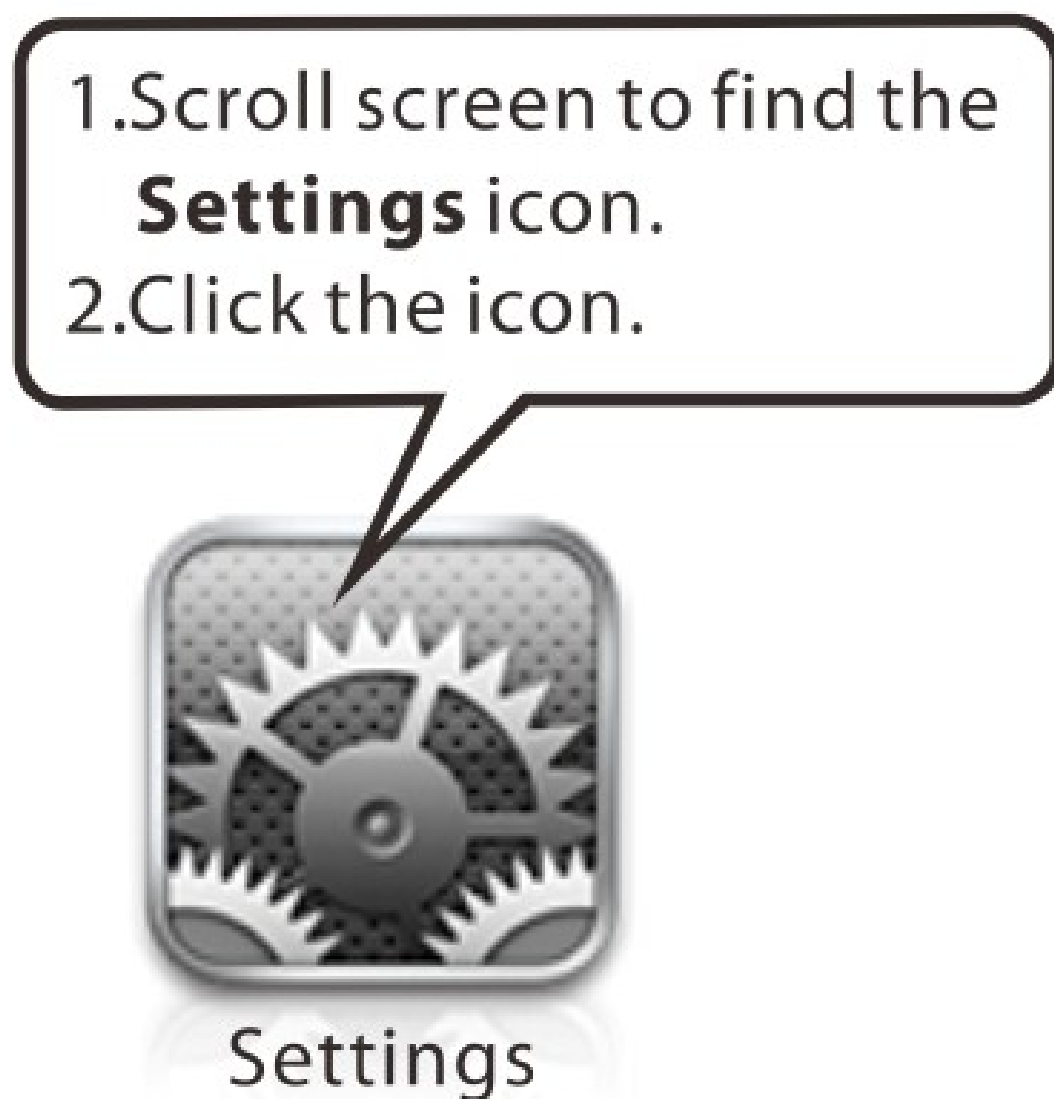 1.Scroll screen to find the
Settings icon.
2.Click the icon.
Settings